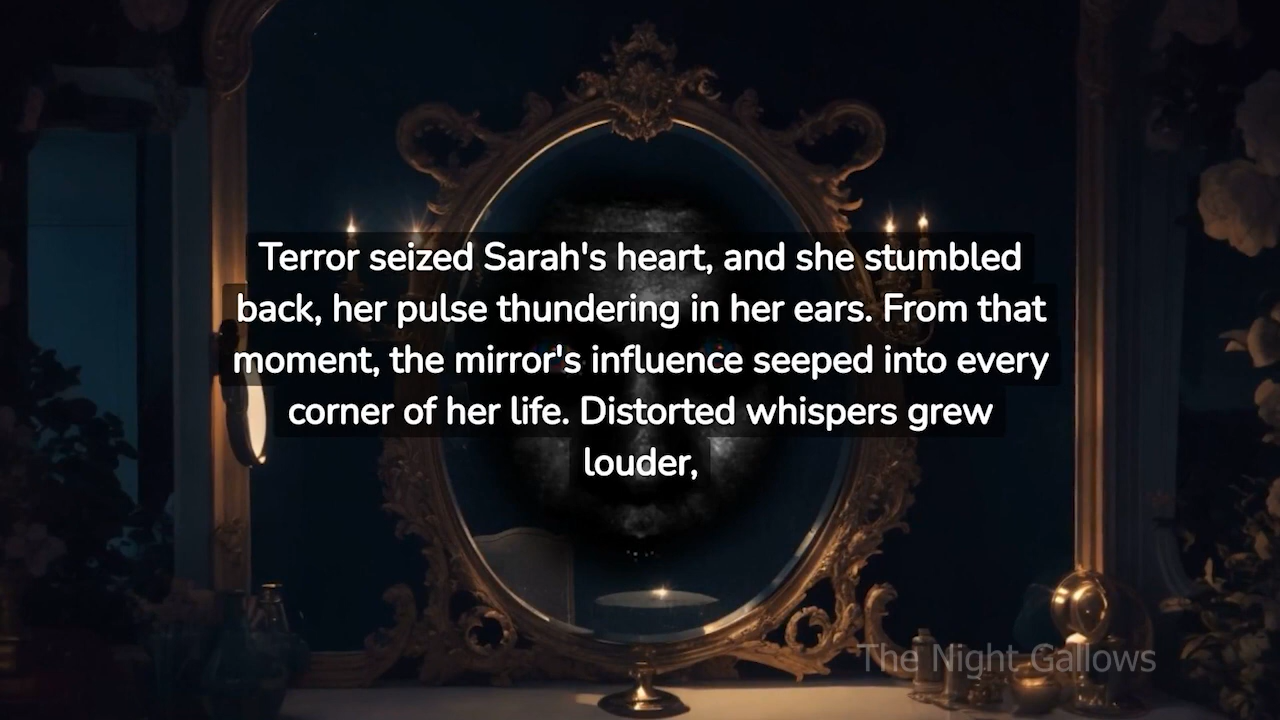 Terror seized Sarah's heart, and she stumbled
back, her pulse thundering in her ears. From that
moment, the mirror's influence seeped into every
corner of her life. Distorted whispers grew
louder,
The Night Gallows